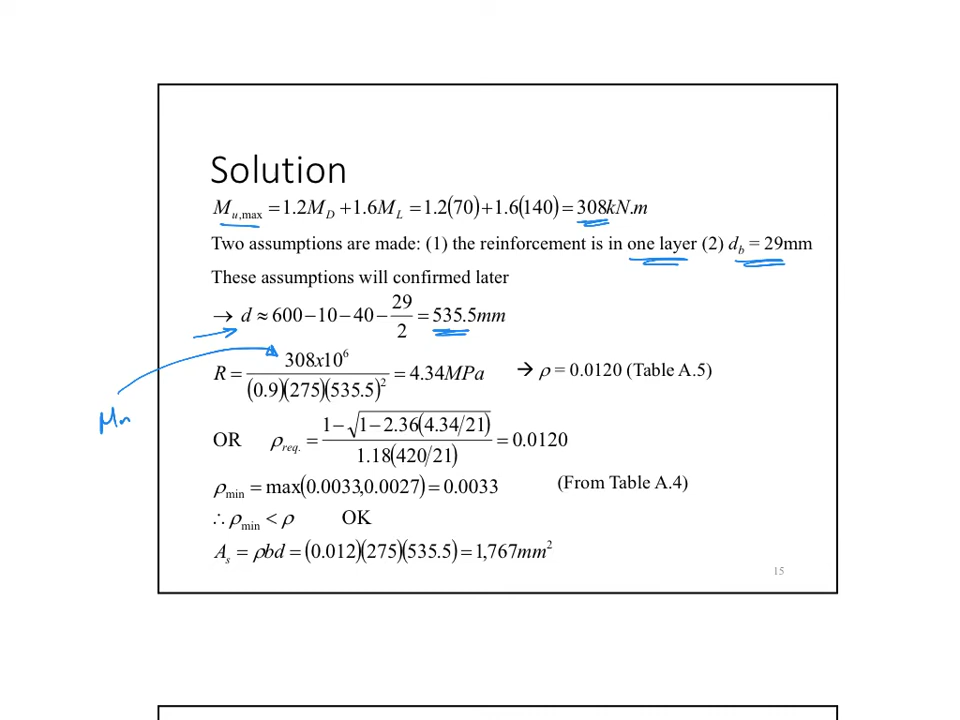 Solution
M_u,max = 1.2M_D + 1.6M_L = 1.2(70) + 1.6(140) = 308kN.m
Two assumptions are made: (1) the reinforcement is in one layer (2) d_b = 29mm
These assumptions will confirmed later
→ d ≈ 600 − 10 − 40 − 29/2 = 535.5mm
R = 308x10^6 / (0.9)(275)(535.5)^2 = 4.34MPa → ρ = 0.0120 (Table A.5)
OR ρ_req. = (1 − √(1 − 2.36(4.34/21))) / 1.18(420/21) = 0.0120
ρ_min = max(0.0033,0.0027) = 0.0033 (From Table A.4)
∴ ρ_min < ρ OK
A_s = ρbd = (0.012)(275)(535.5) = 1,767mm^2
15